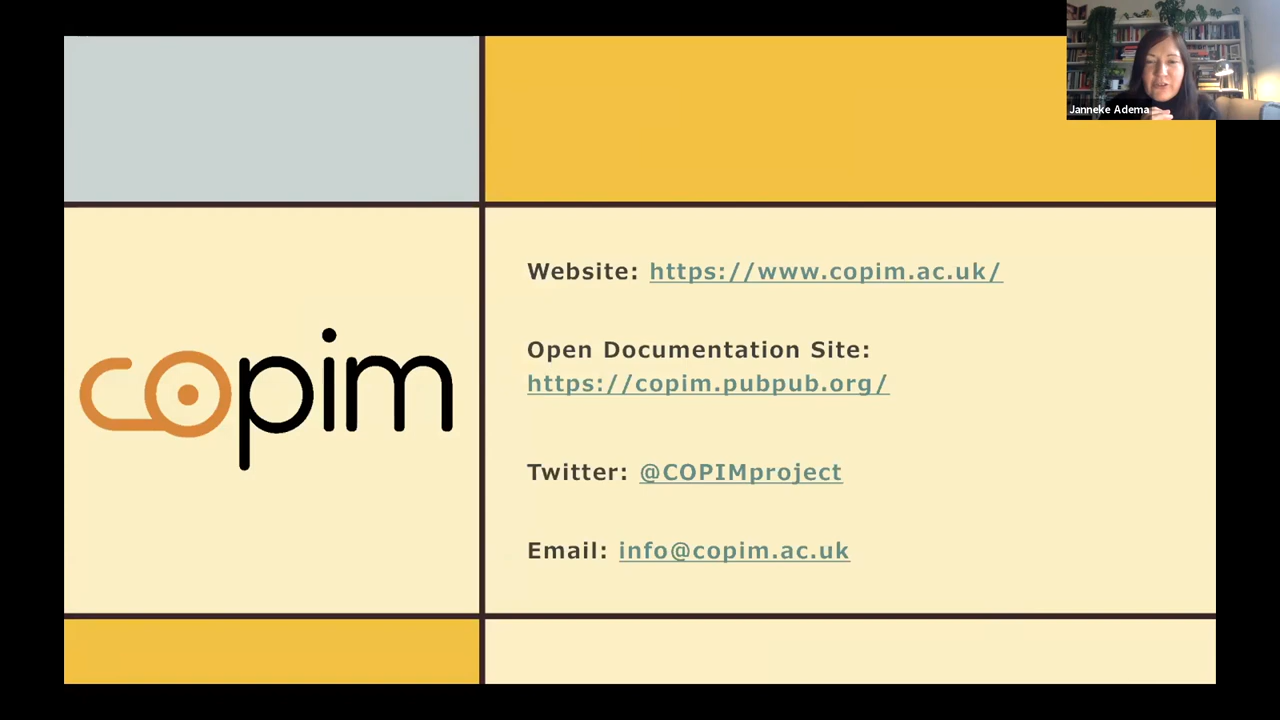 Janneke Adema
copim
Website: https://www.copim.ac.uk/
Open Documentation Site:
https://copim.pubpub.org/
Twitter: @COPIMproject
Email: info@copim.ac.uk